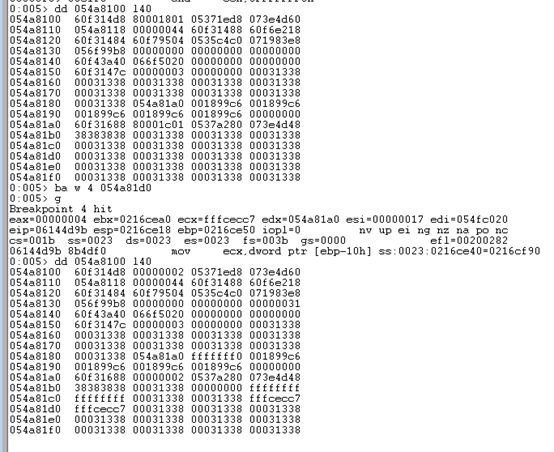 0:005> dd 054a8100 140
054a8100 60f314d8 80001801 05371ed8 073e4d60
054a8110 054a8118 00000044 60f31488 60f6e218
054a8120 60f31484 60f79504 0535c4c0 071983e8
054a8130 056f99b8 00000000 00000000 00000000
054a8140 60f43a40 066f5020 00000000 00000000
054a8150 60f3147c 00000003 00000000 00000000
054a8160 00031338 00031338 00031338 00031338
054a8170 00031338 00031338 00031338 00031338
054a8180 00031338 054a81a0 001899c6 001899c6
054a8190 001899c6 001899c6 001899c6 00000000
054a81a0 60f31688 80001c01 0537a280 073e4d48
054a81b0 38383838 00031338 00031338 00031338
054a81c0 00031338 00031338 00031338 00031338
054a81d0 00031338 00031338 00031338 00031338
054a81e0 00031338 00031338 00031338 00031338
054a81f0 00031338 00031338 00031338 00031338
0:005> ba w 4 054a81d0
0:005> g
Breakpoint 4 hit
eax=00000004 ebx=0216cea0 ecx=fffcecc7 edx=054a81a0 esi=00000017 edi=054fc020
eip=06144d9b esp=0216ce18 ebp=0216ce50 iopl=0 nv up ei ng nz na po nc
cs=001b ss=0023 ds=0023 es=0023 fs=003b gs=0000 efl=00200282
06144d9b 8b4df0 mov ecx,dword ptr [ebp-10h] ss:0023:0216ce40=0216cf90
0:005> dd 054a8100 140
054a8100 60f314d8 00000002 05371ed8 073e4d60
054a8110 054a8118 00000044 60f31488 60f6e218
054a8120 60f31484 60f79504 0535c4c0 071983e8
054a8130 056f99b8 00000000 00000000 00000031
054a8140 60f43a40 066f5020 00000000 00000000
054a8150 60f3147c 00000003 00000000 00000000
054a8160 00031338 00031338 00031338 00031338
054a8170 00031338 00031338 00031338 00031338
054a8180 00031338 054a81a0 fffffff0 001899c6
054a8190 001899c6 001899c6 001899c6 00000000
054a81a0 60f31688 00000002 0537a280 073e4d48
054a81b0 38383838 00031338 00000000 ffffffff
054a81c0 ffffffff 00031338 00031338 fffcecc7
054a81d0 fffcecc7 00031338 00031338 00031338
054a81e0 00031338 00031338 00031338 00031338
054a81f0 00031338 00031338 00031338 00031338